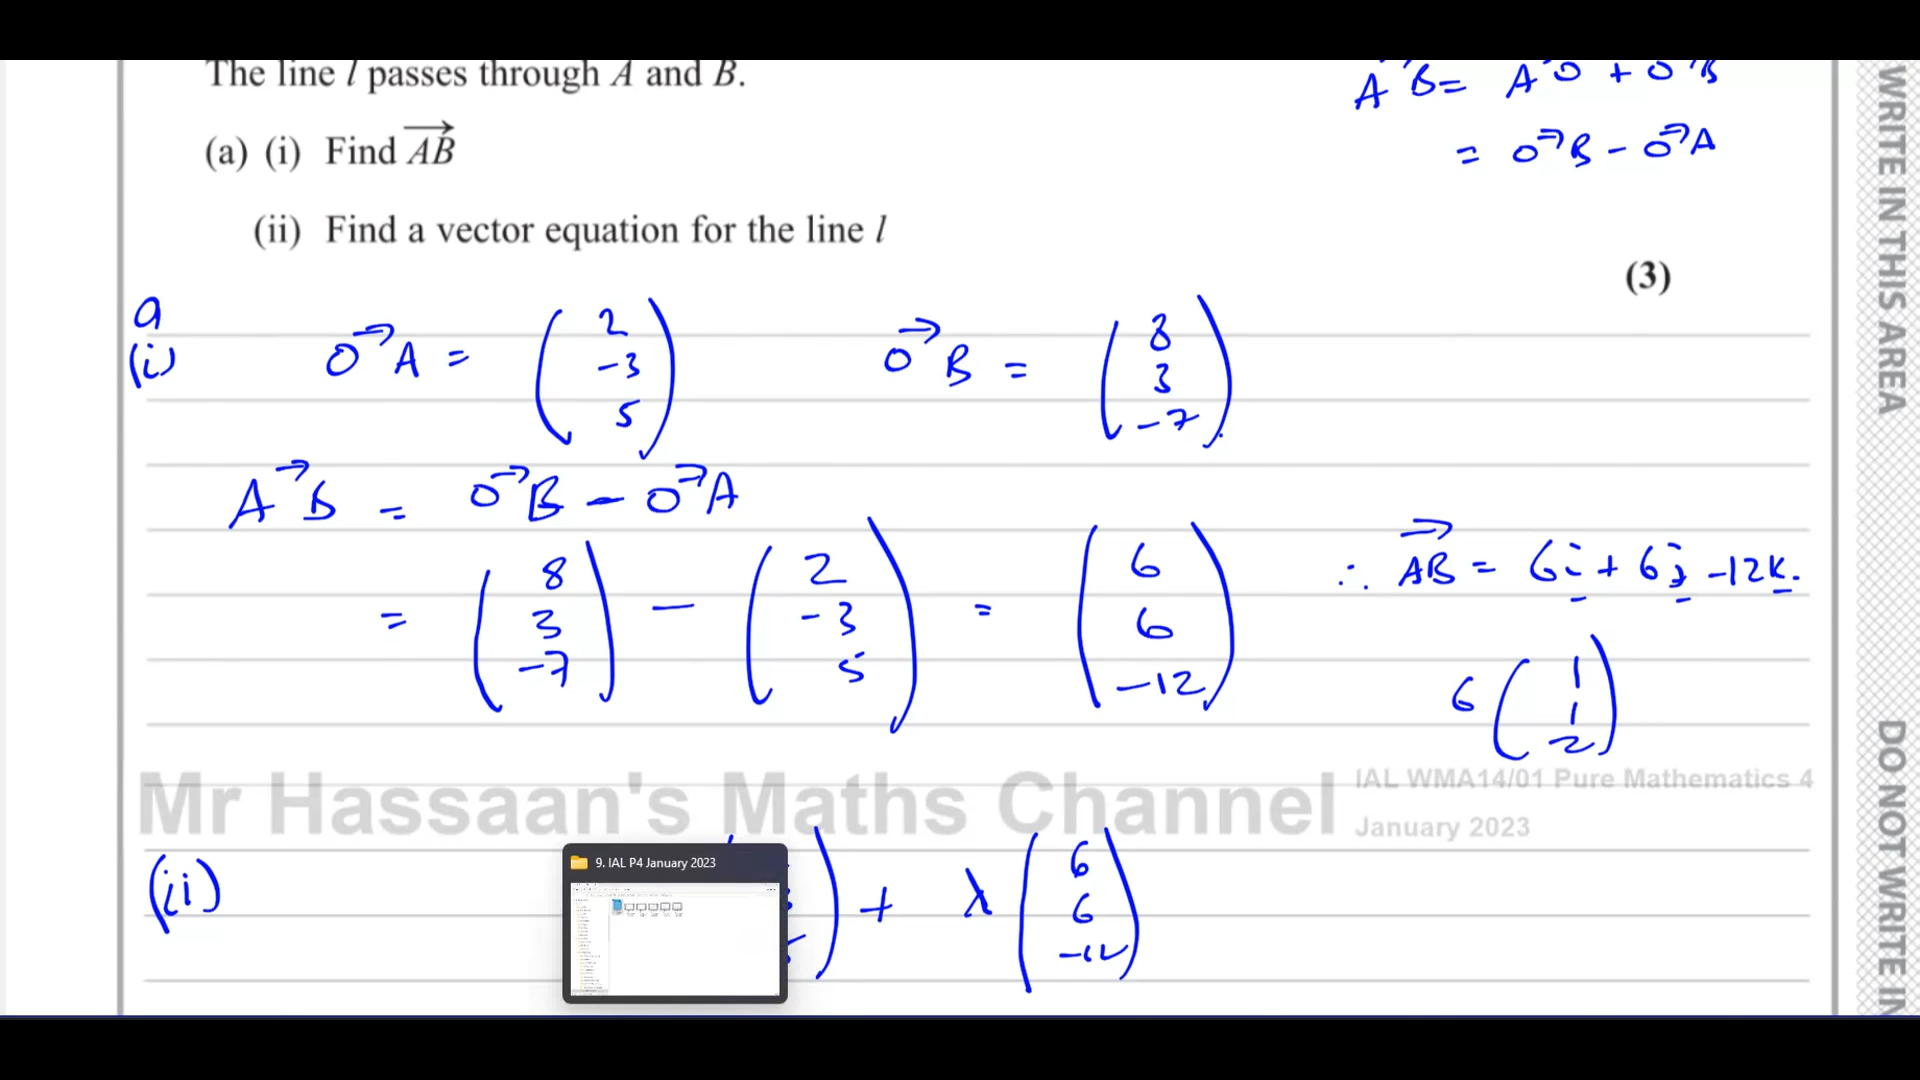 The line l passes through A and B.
A⃗B = A⃗O + O⃗B
= O⃗B - O⃗A
(a) (i) Find A⃗B⃗
(ii) Find a vector equation for the line l
(3)
a
(i) O⃗A = (2 -3 5) O⃗B = (8 3 -7)
A⃗B = O⃗B - O⃗A
= (8 3 -7) - (2 -3 5) = (6 6 -12) ∴ A⃗B⃗ = 6i + 6j - 12k.
6 (1 1 2)
Mr Hassaan's Maths Channel
IAL WMA14/01 Pure Mathematics 4
January 2023
9. IAL P4 January 2023
(ii) ) + λ (6 6 -12)
WRITE IN THIS AREA
DO NOT WRITE IN